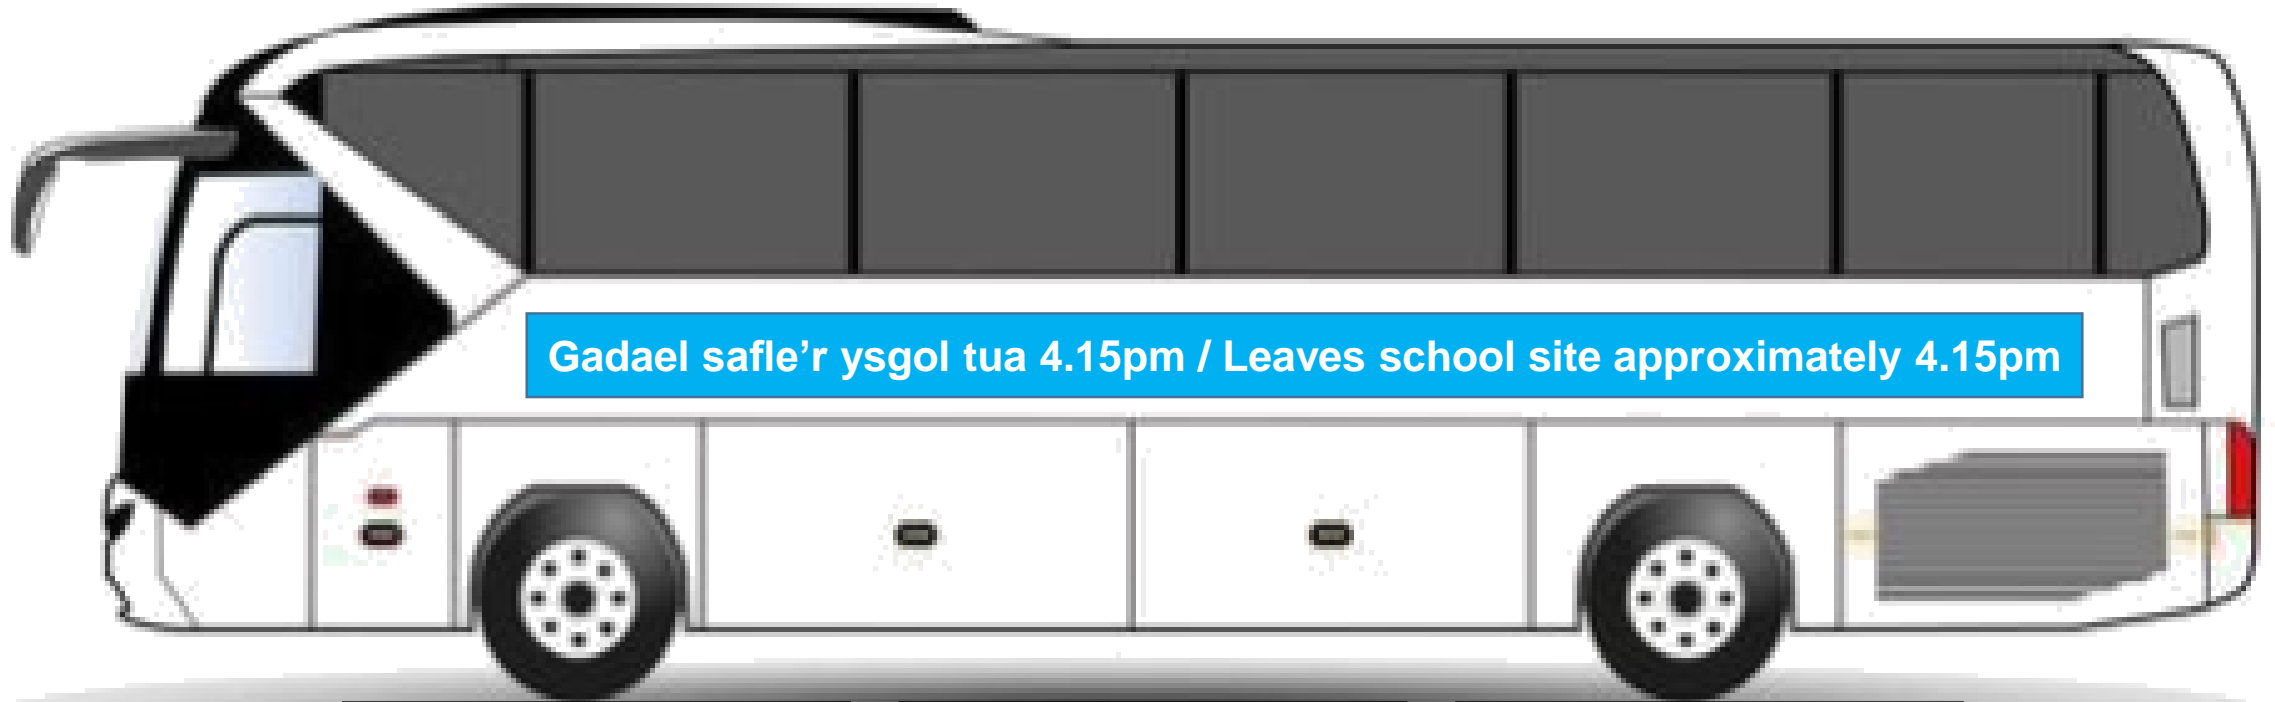 Gadael safle’r ysgol tua 4.15pm / Leaves school site approximately 4.15pm